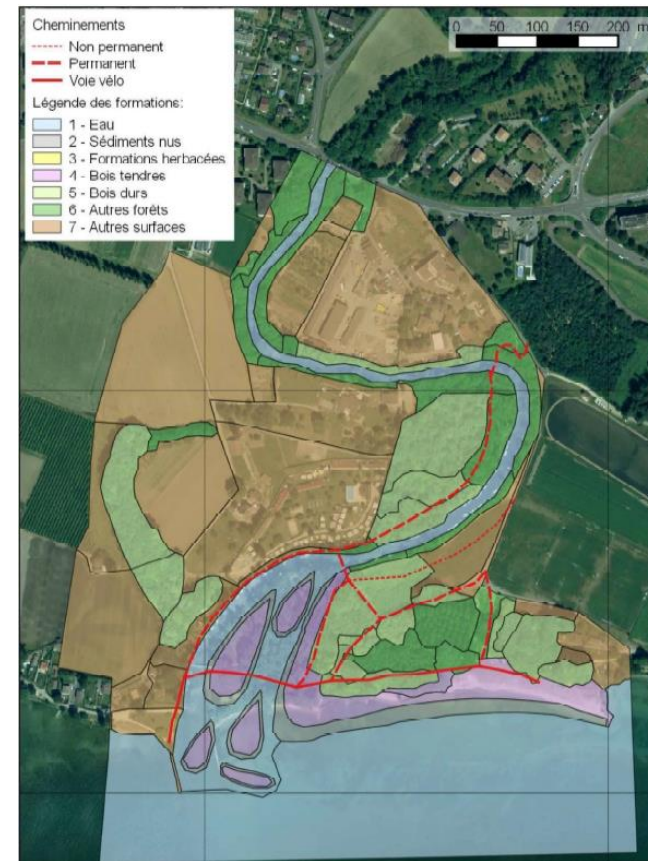 Cheminements
Non permanent
Permanent
Voie vélo
Légende des formations:
1 - Eau
2 - Sédiments nus
3 - Formations herbacées
4 - Bois tendres
5 - Bois durs
6 - Autres forêts
7 - Autres surfaces
0 50 100 150 200 m